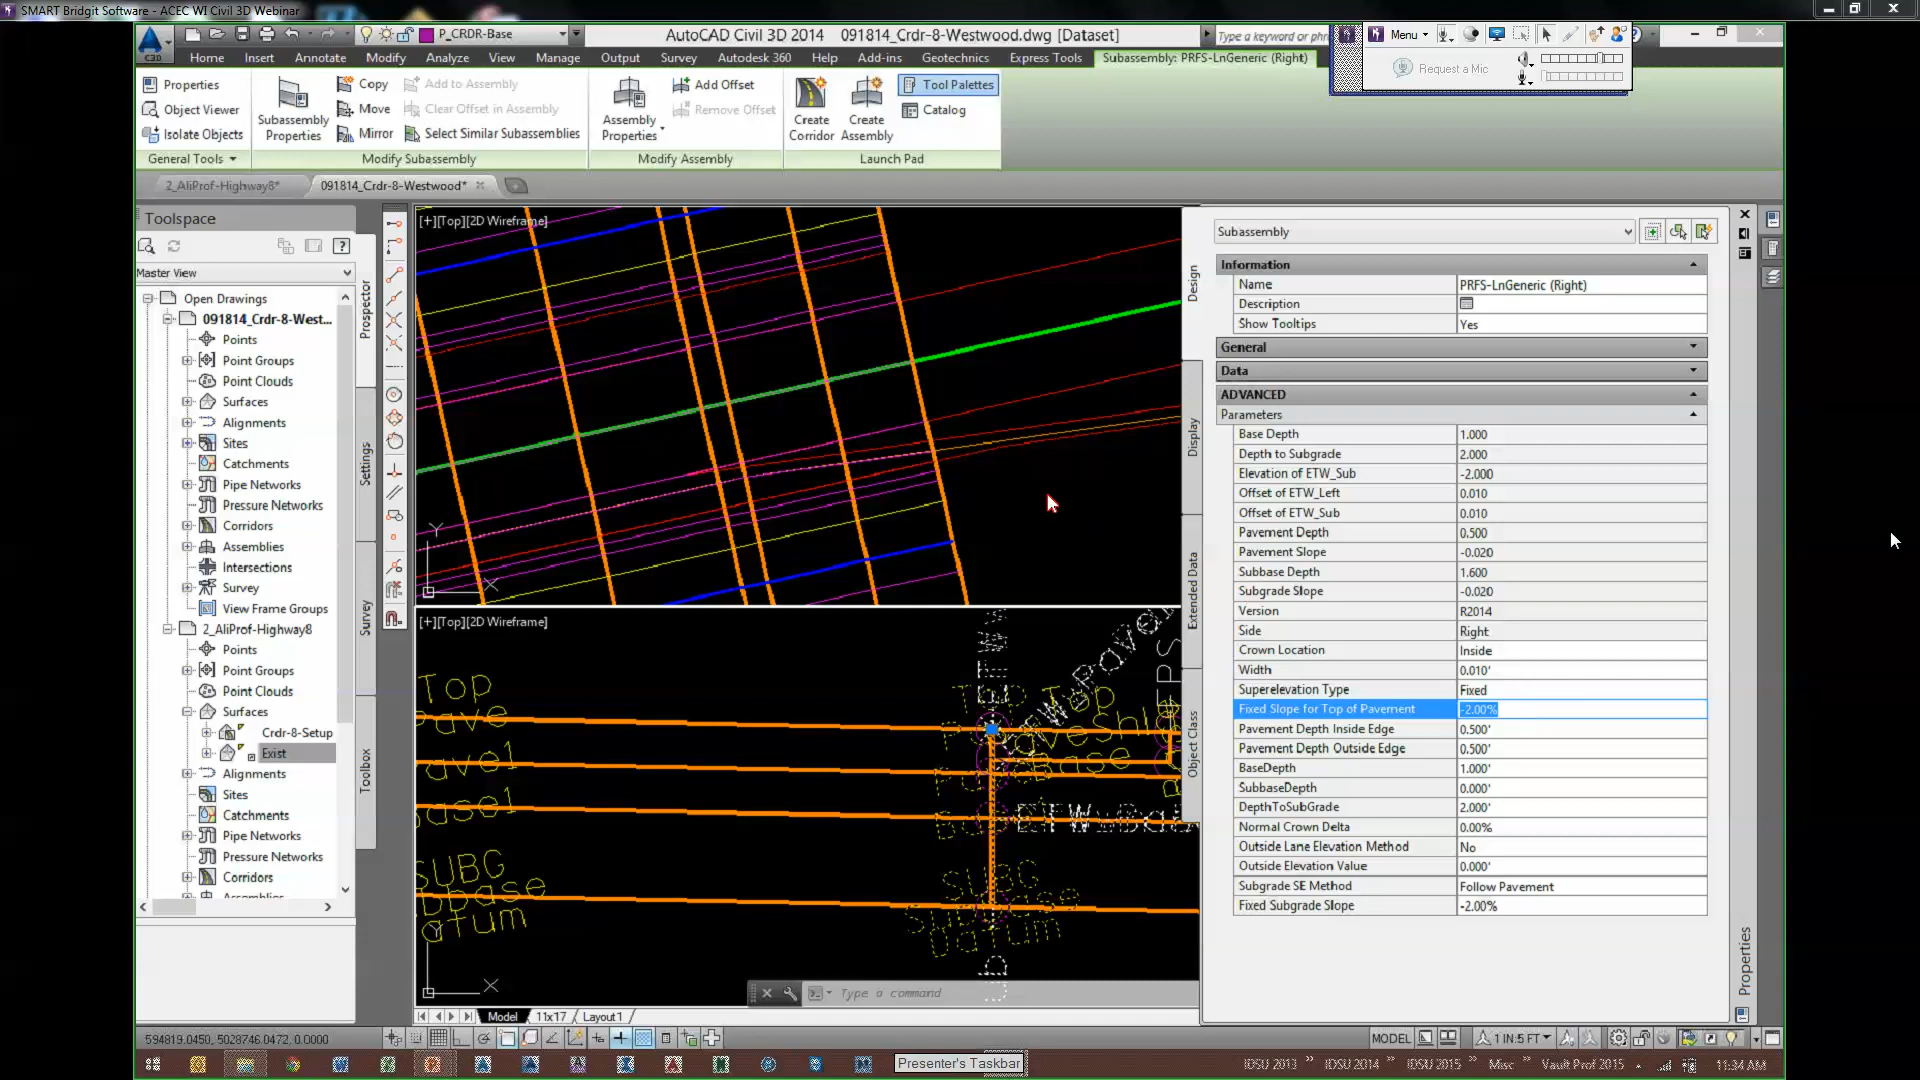 SMART Bridgit Software - ACEC WI Civil 3D Webinar
P_CRDR-Base
AutoCAD Civil 3D 2014 091814_Crdr-8-Westwood.dwg [Dataset]
Type a keyword or phr
Menu
Request a Mic
C3D
Home Insert Annotate Modify Analyze View Manage Output Survey Autodesk 360 Help Add-ins Geotechnics Express Tools Subassembly: PRFS-LnGeneric (Right)
Properties
Object Viewer
Isolate Objects
General Tools
Subassembly Properties
Copy
Move
Mirror
Add to Assembly
Clear Offset in Assembly
Select Similar Subassemblies
Modify Subassembly
Assembly Properties
Add Offset
Remove Offset
Modify Assembly
Create Corridor
Create Assembly
Tool Palettes
Catalog
Launch Pad
2_AliProf-Highway8*
091814_Crdr-8-Westwood*
Toolspace
Master View
Open Drawings
091814_Crdr-8-West...
Points
Point Groups
Point Clouds
Surfaces
Alignments
Sites
Catchments
Pipe Networks
Pressure Networks
Corridors
Assemblies
Intersections
Survey
View Frame Groups
2_AliProf-Highway8
Points
Point Groups
Point Clouds
Surfaces
Crdr-8-Setup
Exist
Alignments
Sites
Catchments
Pipe Networks
Pressure Networks
Corridors
Assemblies
Prospector
Settings
Survey
Toolbox
[+][Top][2D Wireframe]
Y
X
[+][Top][2D Wireframe]
Top
ave
ave1
ase1
SUBG
bbase
atum
Y
X
Type a command
Model 11x17 Layout1
Design
Display
Extended Data
Object Class
Subassembly
Information
Name PRFS-LnGeneric (Right)
Description
Show Tooltips Yes
General
Data
ADVANCED
Parameters
Base Depth 1.000
Depth to Subgrade 2.000
Elevation of ETW_Sub -2.000
Offset of ETW_Left 0.010
Offset of ETW_Sub 0.010
Pavement Depth 0.500
Pavement Slope -0.020
Subbase Depth 1.600
Subgrade Slope -0.020
Version R2014
Side Right
Crown Location Inside
Width 0.010'
Superelevation Type Fixed
Fixed Slope for Top of Pavement -2.00%
Pavement Depth Inside Edge 0.500'
Pavement Depth Outside Edge 0.500'
BaseDepth 1.000'
SubbaseDepth 0.000'
DepthToSubGrade 2.000'
Normal Crown Delta 0.00%
Outside Lane Elevation Method No
Outside Elevation Value 0.000'
Subgrade SE Method Follow Pavement
Fixed Subgrade Slope -2.00%
Properties
594819.0450, 5028746.0472, 0.0000
MODEL
1 IN:5 FT
Presenter's Taskbar
IDSU 2013 » IDSU 2014 » IDSU 2015 » Misc » Vault Prof 2015
11:34 AM